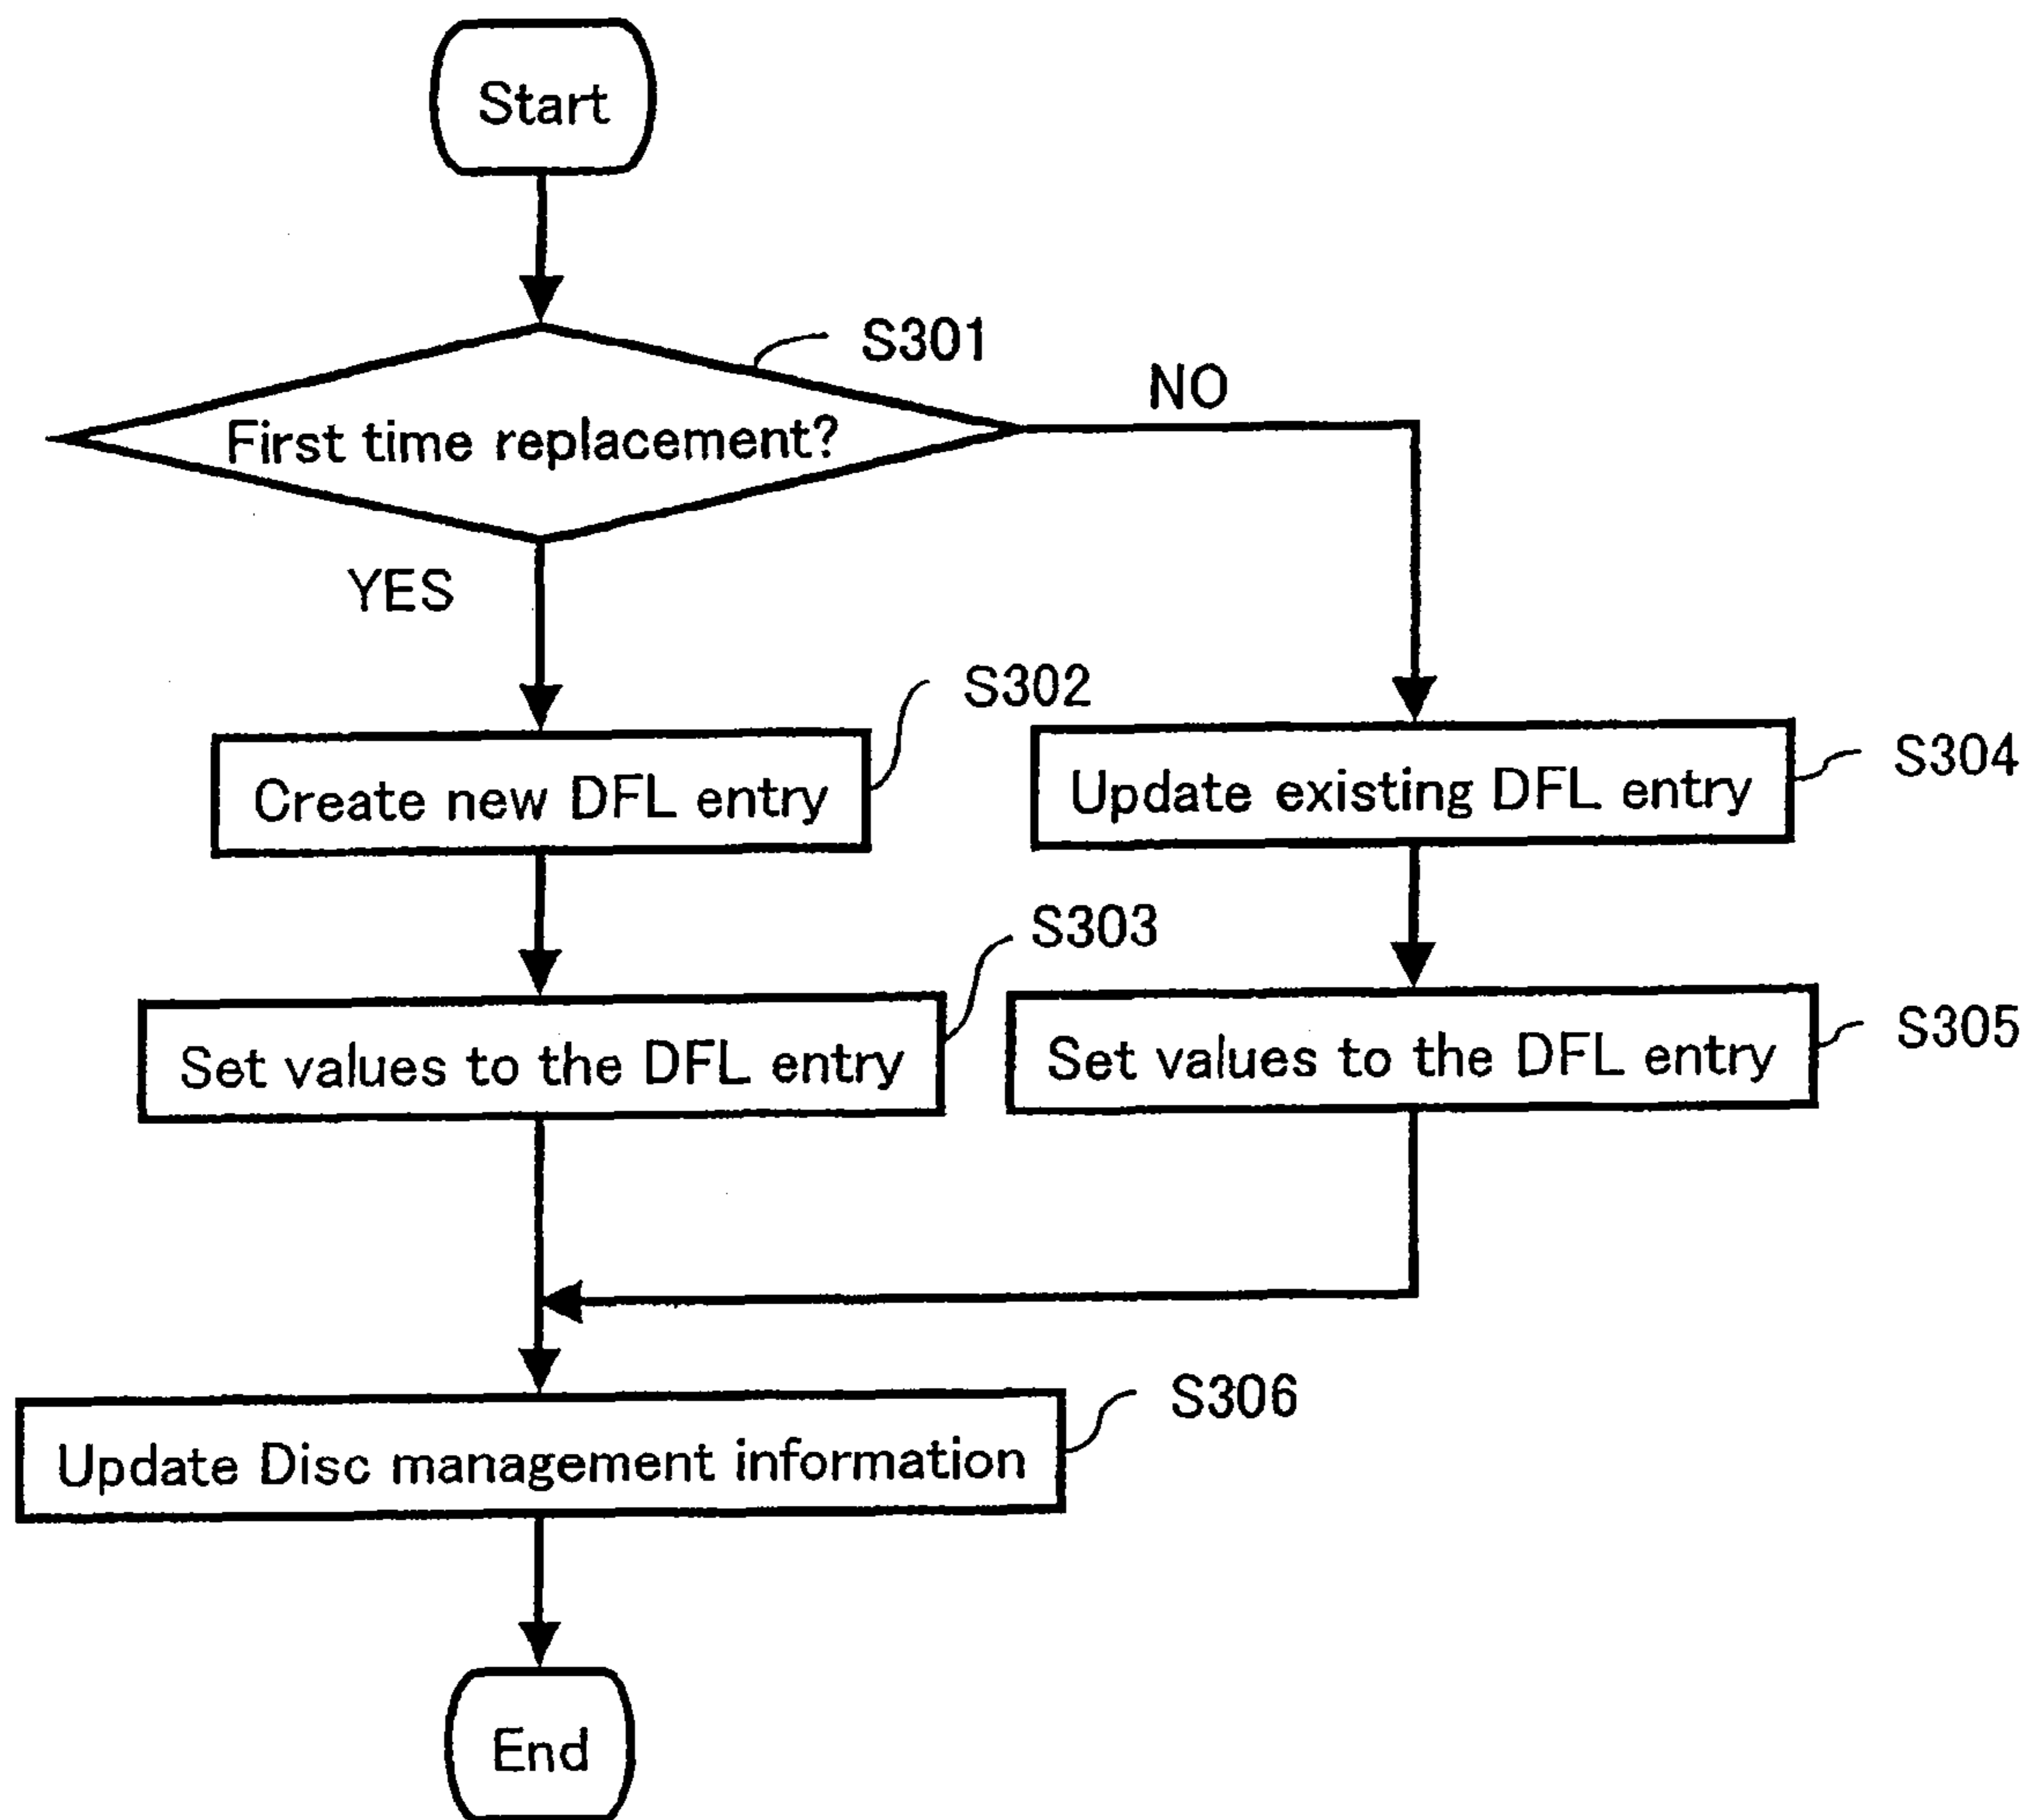 Start
S301
First time replacement?
NO
YES
S302
Create new DFL entry
S304
Update existing DFL entry
S303
Set values to the DFL entry
S305
Set values to the DFL entry
S306
Update Disc management information
End